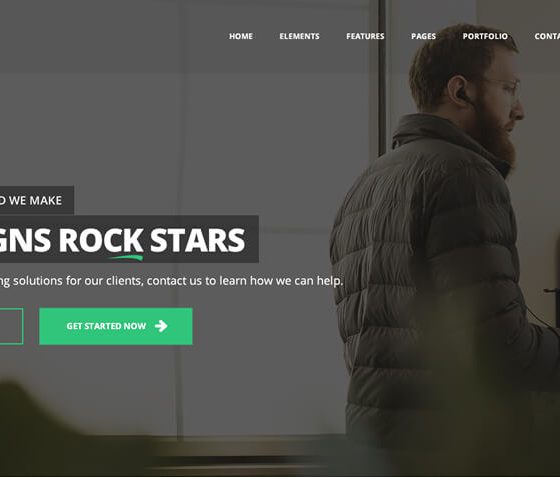 HOME ELEMENTS FEATURES PAGES PORTFOLIO CONTA
O WE MAKE
GNS ROCK STARS
ng solutions for our clients, contact us to learn how we can help.
GET STARTED NOW